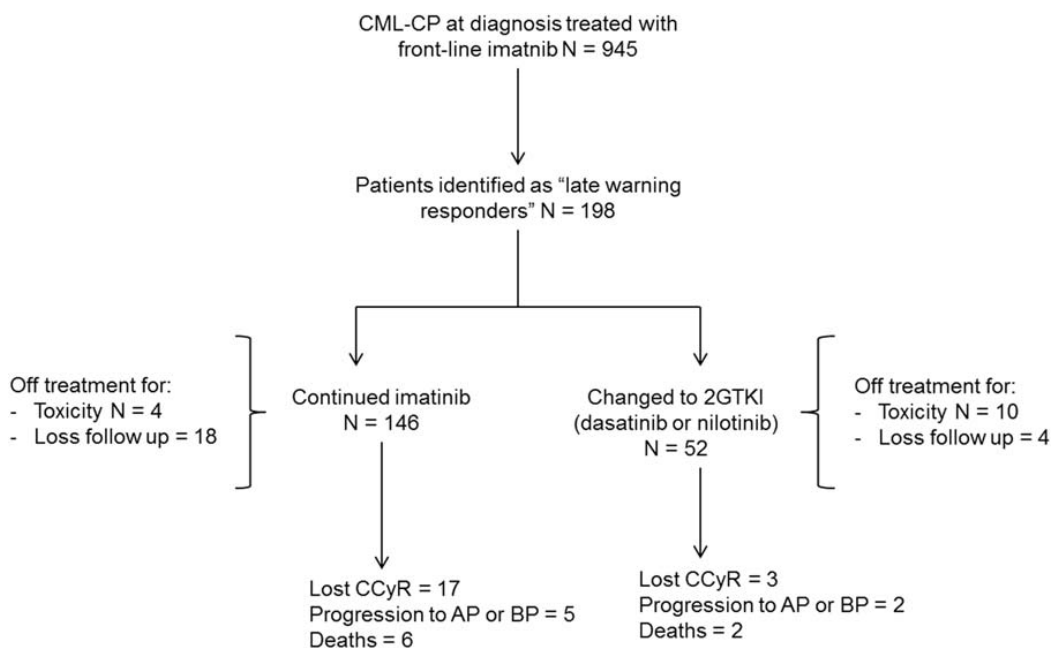 CML-CP at diagnosis treated with
front-line imatnib N = 945
Patients identified as “late warning
responders” N = 198
Off treatment for:
- Toxicity N = 4
- Loss follow up = 18
Continued imatinib
N = 146
Changed to 2GTKI
(dasatinib or nilotinib)
N = 52
Off treatment for:
- Toxicity N = 10
- Loss follow up = 4
Lost CCyR = 17
Progression to AP or BP = 5
Deaths = 6
Lost CCyR = 3
Progression to AP or BP = 2
Deaths = 2